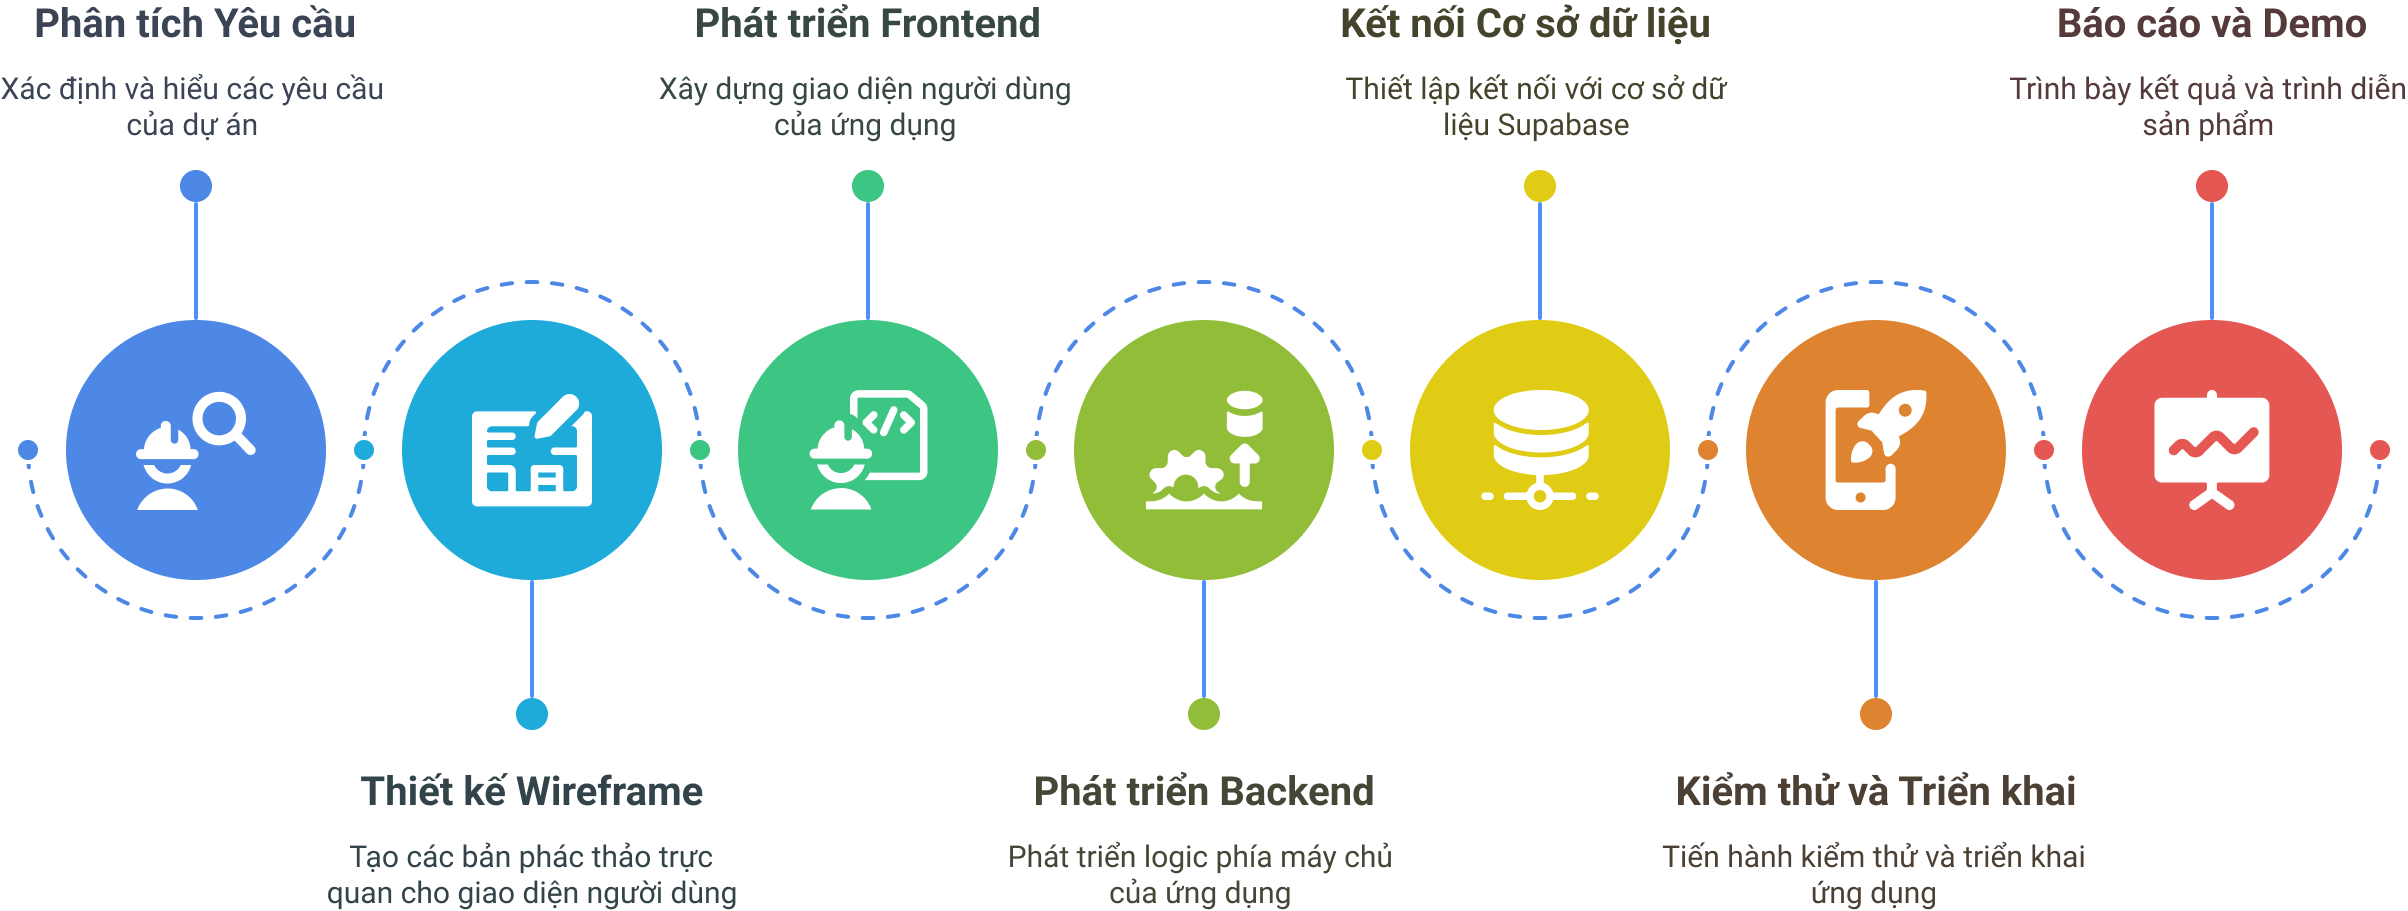 Phân tích Yêu cầu
Xác định và hiểu các yêu cầu
của dự án
Thiết kế Wireframe
Tạo các bản phác thảo trực
quan cho giao diện người dùng
Phát triển Frontend
Xây dựng giao diện người dùng
của ứng dụng
Phát triển Backend
Phát triển logic phía máy chủ
của ứng dụng
Kết nối Cơ sở dữ liệu
Thiết lập kết nối với cơ sở dữ
liệu Supabase
Kiểm thử và Triển khai
Tiến hành kiểm thử và triển khai
ứng dụng
Báo cáo và Demo
Trình bày kết quả và trình diễn
sản phẩm